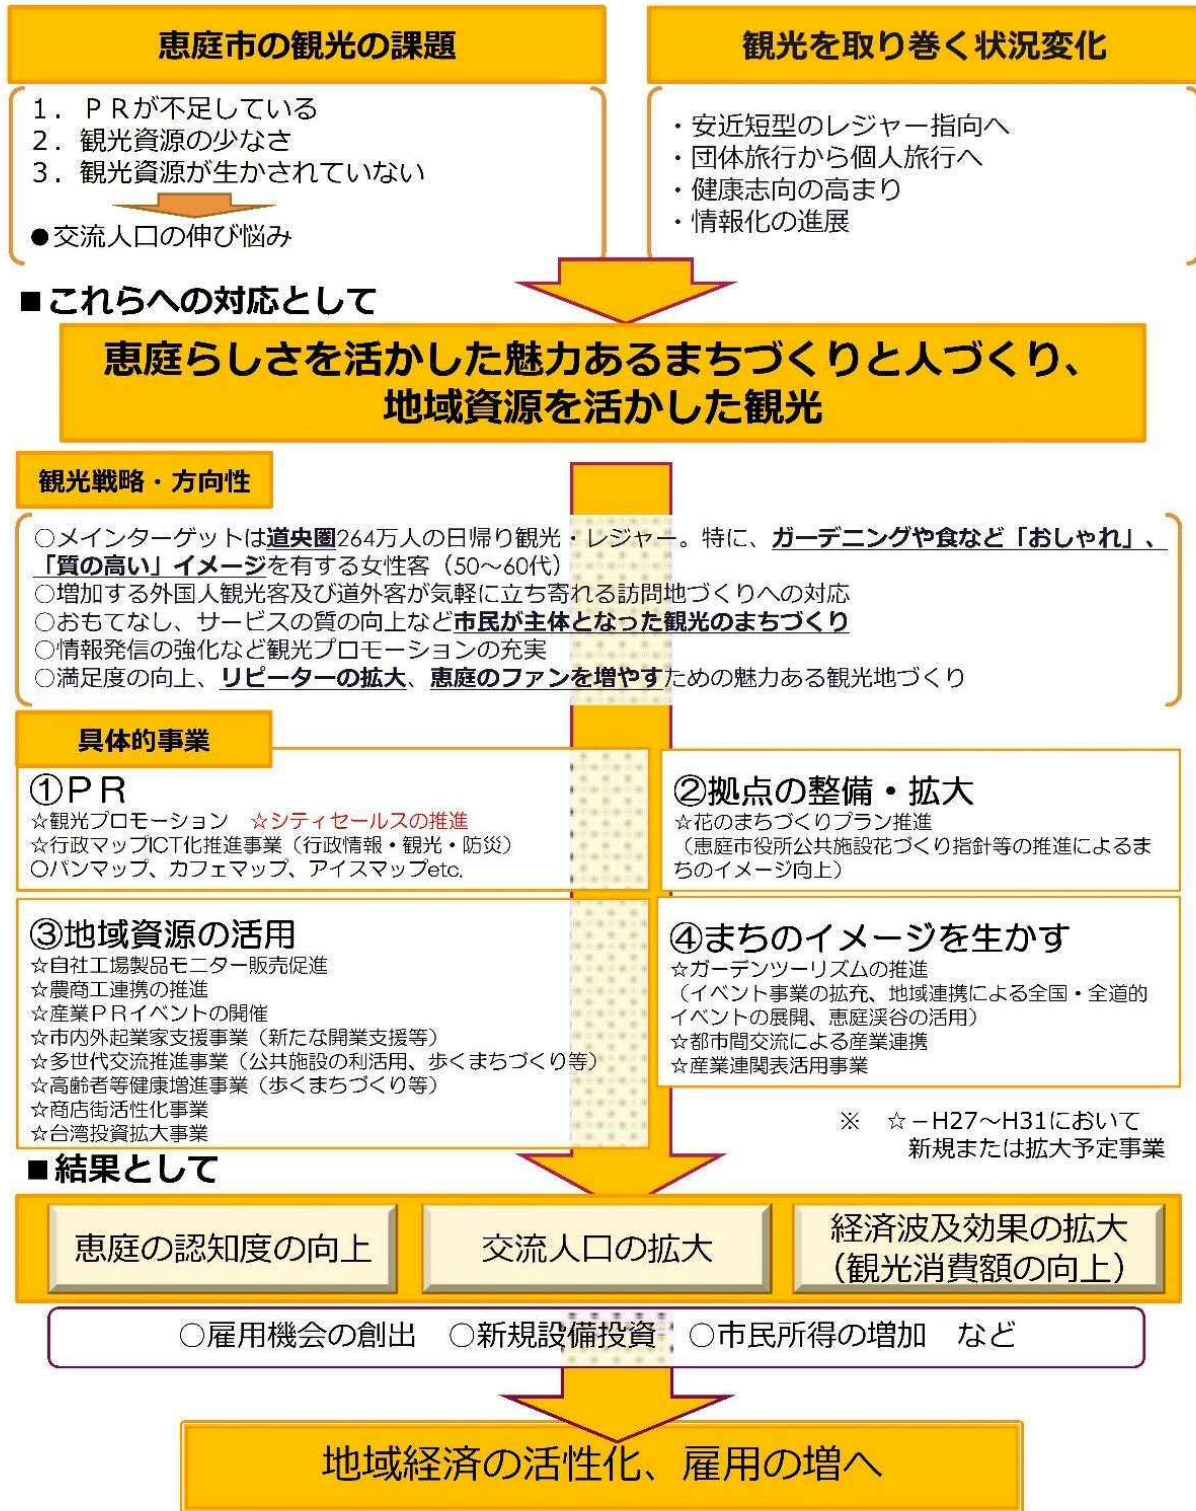 恵庭市の観光の課題
1．ＰＲが不足している
2．観光資源の少なさ
3．観光資源が生かされていない
●交流人口の伸び悩み
観光を取り巻く状況変化
・安近短型のレジャー指向へ
・団体旅行から個人旅行へ
・健康志向の高まり
・情報化の進展
■これらへの対応として
恵庭らしさを活かした魅力あるまちづくりと人づくり、
地域資源を活かした観光
観光戦略・方向性
○メインターゲットは道央圏264万人の日帰り観光・レジャー。特に、ガーデニングや食など「おしゃれ」、
「質の高い」イメージを有する女性客（50～60代）
○増加する外国人観光客及び道外客が気軽に立ち寄れる訪問地づくりへの対応
○おもてなし、サービスの質の向上など市民が主体となった観光のまちづくり
○情報発信の強化など観光プロモーションの充実
○満足度の向上、リピーターの拡大、恵庭のファンを増やすための魅力ある観光地づくり
具体的事業
①ＰＲ
☆観光プロモーション　☆シティセールスの推進
☆行政マップICT化推進事業（行政情報・観光・防災）
○パンマップ、カフェマップ、アイスマップetc.
②拠点の整備・拡大
☆花のまちづくりプラン推進
（恵庭市役所公共施設花づくり指針等の推進によるま
ちのイメージ向上）
③地域資源の活用
☆自社工場製品モニター販売促進
☆農商工連携の推進
☆産業ＰＲイベントの開催
☆市内外起業家支援事業（新たな開業支援等）
☆多世代交流推進事業（公共施設の利活用、歩くまちづくり等）
☆高齢者等健康増進事業（歩くまちづくり等）
☆商店街活性化事業
☆台湾投資拡大事業
④まちのイメージを生かす
☆ガーデンツーリズムの推進
（イベント事業の拡充、地域連携による全国・全道的
イベントの展開、恵庭渓谷の活用）
☆都市間交流による産業連携
☆産業連関表活用事業
※　☆－H27～H31において
新規または拡大予定事業
■結果として
恵庭の認知度の向上
交流人口の拡大
経済波及効果の拡大
（観光消費額の向上）
○雇用機会の創出　○新規設備投資　○市民所得の増加　など
地域経済の活性化、雇用の増へ